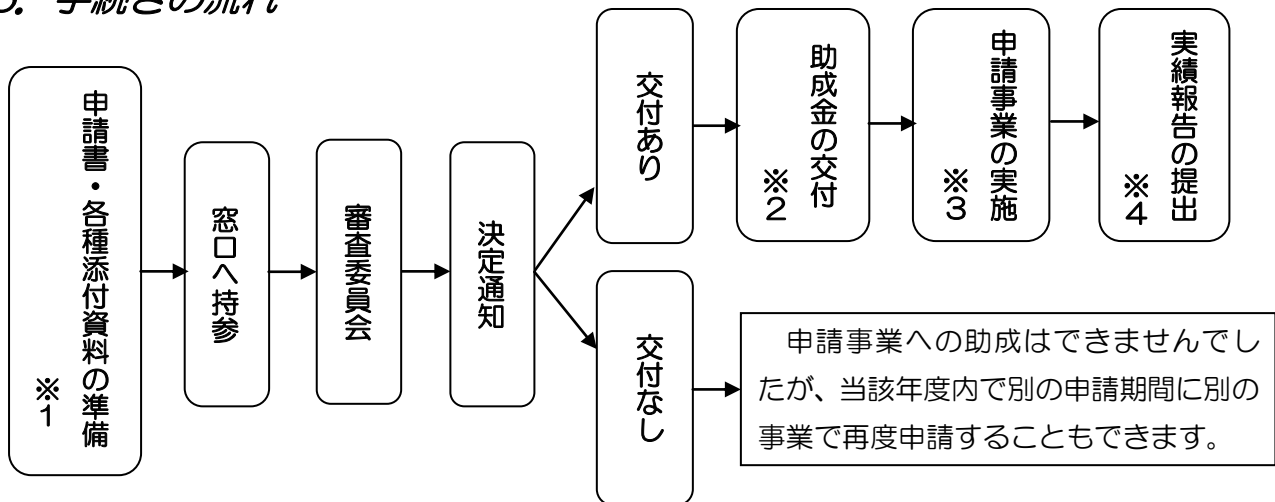 手続きの流れ
申請書・各種添付資料の準備
※1
窓口へ持参
審査委員会
決定通知
交付あり
助成金の交付
※2
申請事業の実施
※3
実績報告の提出
※4
交付なし
申請事業への助成はできませんでし
たが、当該年度内で別の申請期間に別の
事業で再度申請することもできます。